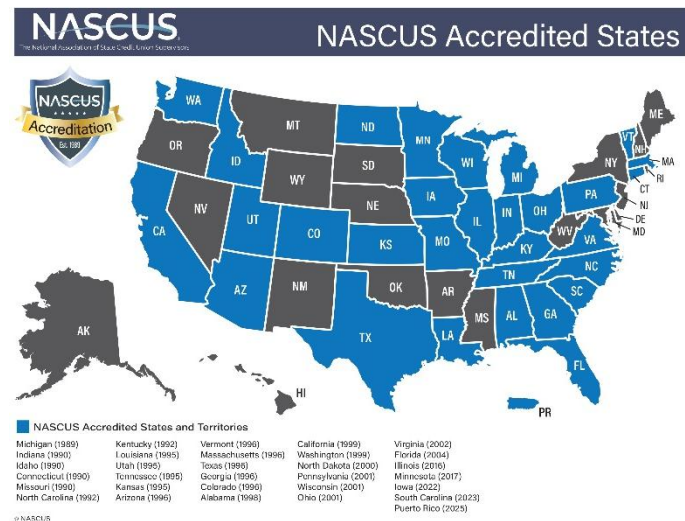 NASCUS
The National Association of State Credit Union Supervisors
NASCUS Accredited States
NASCUS
Accreditation
Est. 1989
WA
OR
CA
NV
ID
MT
WY
UT
AZ
CO
NM
ND
SD
NE
KS
OK
TX
MN
IA
MO
AR
LA
WI
IL
MI
IN
OH
KY
TN
MS
AL
GA
FL
SC
NC
VA
WV
PA
NY
VT
NH
ME
MA
RI
CT
NJ
DE
MD
AK
HI
PR
NASCUS Accredited States and Territories
Michigan (1989)
Indiana (1990)
Idaho (1990)
Connecticut (1990)
Missouri (1990)
North Carolina (1992)
Kentucky (1992)
Louisiana (1995)
Utah (1995)
Tennessee (1995)
Kansas (1995)
Arizona (1996)
Vermont (1996)
Massachusetts (1996)
Texas (1996)
Georgia (1996)
Colorado (1996)
Alabama (1998)
California (1999)
Washington (1999)
North Dakota (2000)
Pennsylvania (2001)
Wisconsin (2001)
Ohio (2001)
Virginia (2002)
Florida (2004)
Illinois (2016)
Minnesota (2017)
Iowa (2022)
South Carolina (2023)
Puerto Rico (2025)
© NASCUS